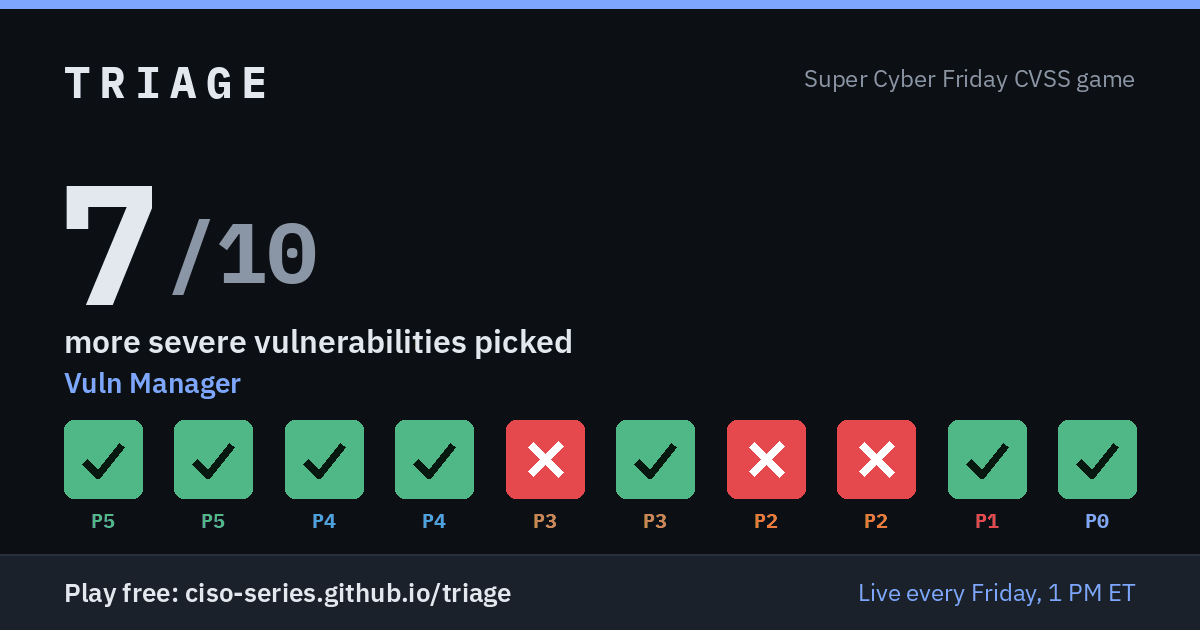 TRIAGE
Super Cyber Friday CVSS game
7/10
more severe vulnerabilities picked
Vuln Manager
P5 P5 P4 P4 P3 P3 P2 P2 P1 P0
Play free: ciso-series.github.io/triage
Live every Friday, 1 PM ET